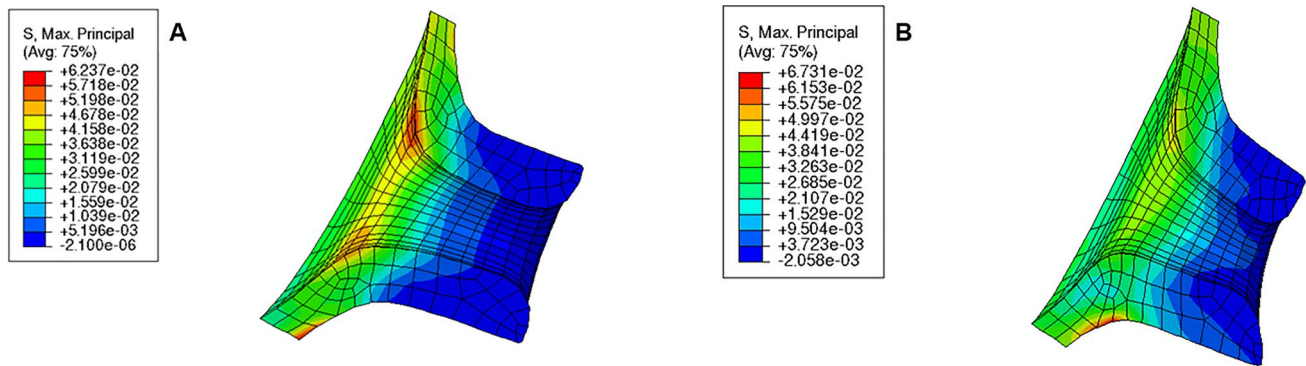 S, Max. Principal
(Avg: 75%)
+6.237e-02
+5.718e-02
+5.198e-02
+4.678e-02
+4.158e-02
+3.638e-02
+3.119e-02
+2.599e-02
+2.079e-02
+1.559e-02
+1.039e-02
+5.196e-03
-2.100e-06
A
S, Max. Principal
(Avg: 75%)
+6.731e-02
+6.153e-02
+5.575e-02
+4.997e-02
+4.419e-02
+3.841e-02
+3.263e-02
+2.685e-02
+2.107e-02
+1.529e-02
+9.504e-03
+3.723e-03
-2.058e-03
B